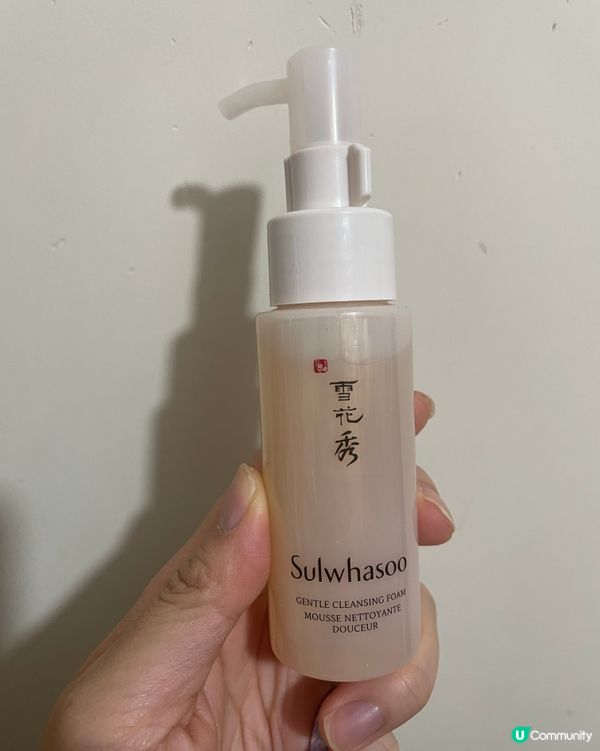 雪
花
秀
Sulwhasoo
GENTLE CLEANSING FOAM
MOUSSE NETTOYANTE
DOUCEUR
U Community